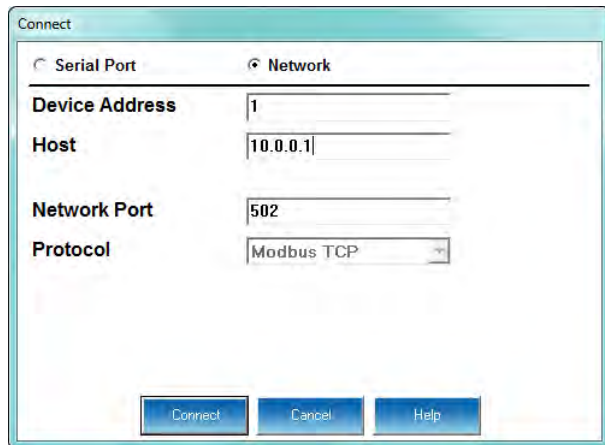 Connect
Serial Port Network
Device Address 1
Host 10.0.0.1
Network Port 502
Protocol Modbus TCP
Connect Cancel Help